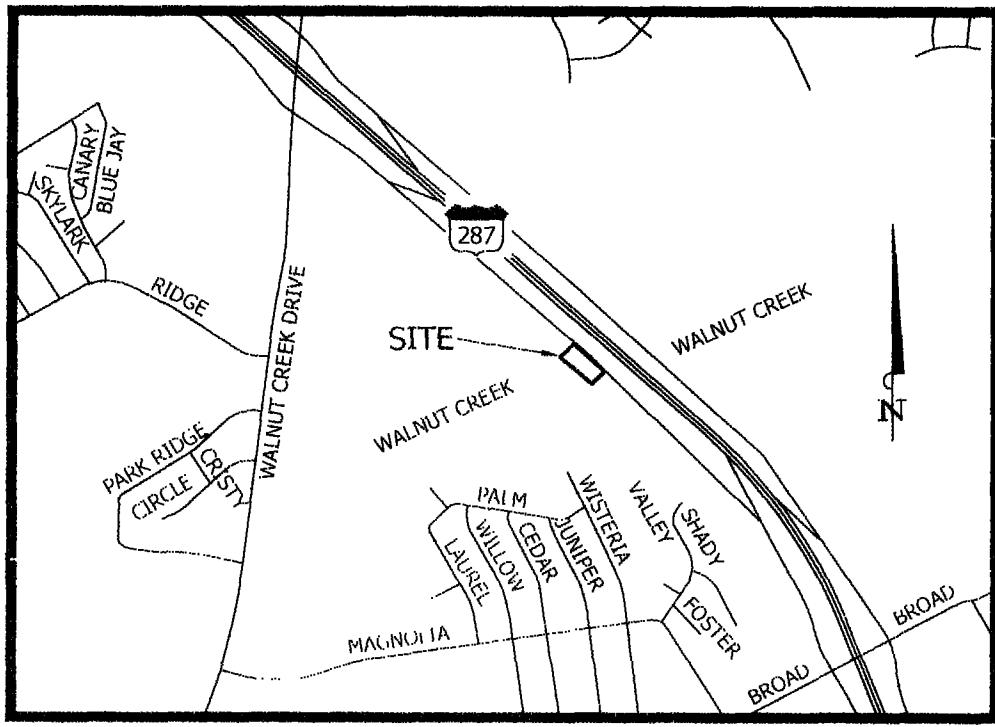 CANARY
BLUE JAY
SKYLARK
287
RIDGE
WALNUT CREEK DRIVE
WALNUT CREEK
SITE
WALNUT CREEK
N
PARK RIDGE
CRISTY
CIRCLE
PALM
WISTERIA
VALLEY
SHADY
LAUREL
WILLOW
CEDAR
JUNIPER
FOSTER
MAGNOLIA
BROAD
BROAD